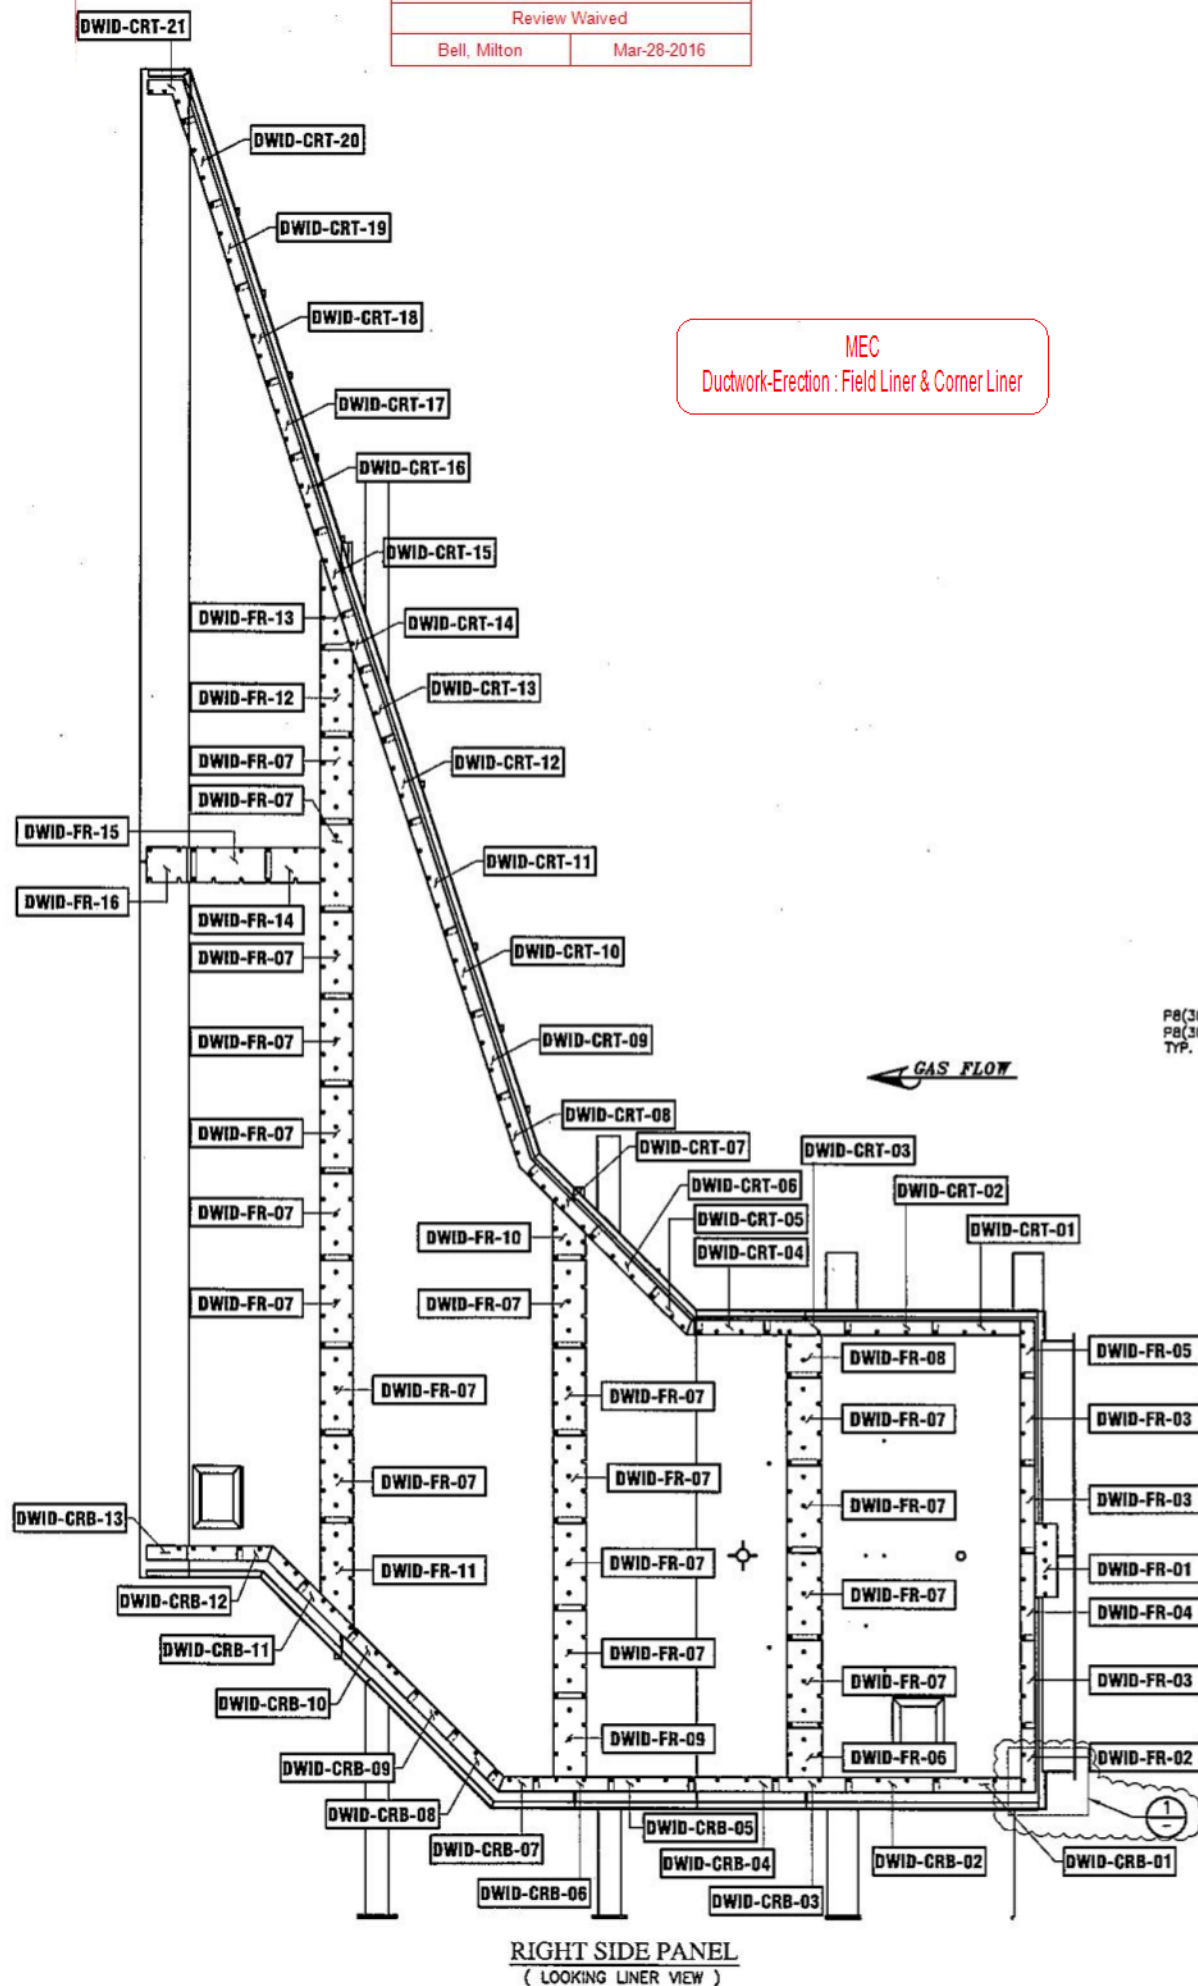 DWID-CRT-21
Review Waived
Bell, Milton Mar-28-2016
DWID-CRT-20
DWID-CRT-19
DWID-CRT-18
MEC
Ductwork-Erection : Field Liner & Corner Liner
DWID-CRT-17
DWID-CRT-16
DWID-CRT-15
DWID-FR-13
DWID-CRT-14
DWID-FR-12
DWID-CRT-13
DWID-FR-07
DWID-CRT-12
DWID-FR-07
DWID-FR-15
DWID-CRT-11
DWID-FR-16
DWID-FR-14
DWID-FR-07
DWID-CRT-10
DWID-FR-07
DWID-CRT-09
TYP.
GAS FLOW
DWID-CRT-08
DWID-FR-07
DWID-CRT-07
DWID-CRT-03
DWID-CRT-06
DWID-CRT-02
DWID-FR-07
DWID-CRT-05
DWID-CRT-01
DWID-FR-10
DWID-CRT-04
DWID-FR-07
DWID-FR-07
DWID-FR-08
DWID-FR-05
DWID-FR-07
DWID-FR-07
DWID-FR-07
DWID-FR-03
DWID-FR-07
DWID-FR-07
DWID-FR-07
DWID-FR-03
DWID-CRB-13
DWID-FR-11
DWID-FR-07
DWID-FR-01
DWID-CRB-12
DWID-FR-07
DWID-FR-04
DWID-CRB-11
DWID-FR-07
DWID-FR-07
DWID-FR-03
DWID-CRB-10
DWID-FR-09
DWID-FR-06
DWID-FR-02
DWID-CRB-09
DWID-CRB-08
1
-
DWID-CRB-05
DWID-CRB-07
DWID-CRB-04
DWID-CRB-02
DWID-CRB-01
DWID-CRB-06
DWID-CRB-03
RIGHT SIDE PANEL
( LOOKING LINER VIEW )